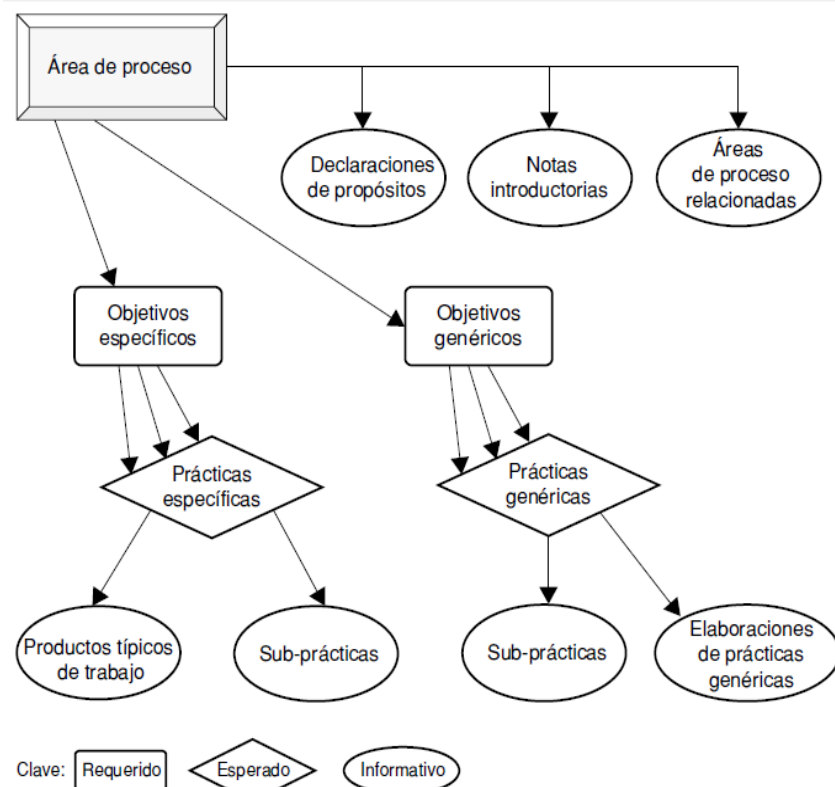 Área de proceso
Declaraciones
de propósitos
Notas
introductorias
Áreas
de proceso
relacionadas
Objetivos
específicos
Objetivos
genéricos
Prácticas
específicas
Prácticas
genéricas
Productos típicos
de trabajo
Sub-prácticas
Sub-prácticas
Elaboraciones
de prácticas
genéricas
Clave: Requerido Esperado Informativo